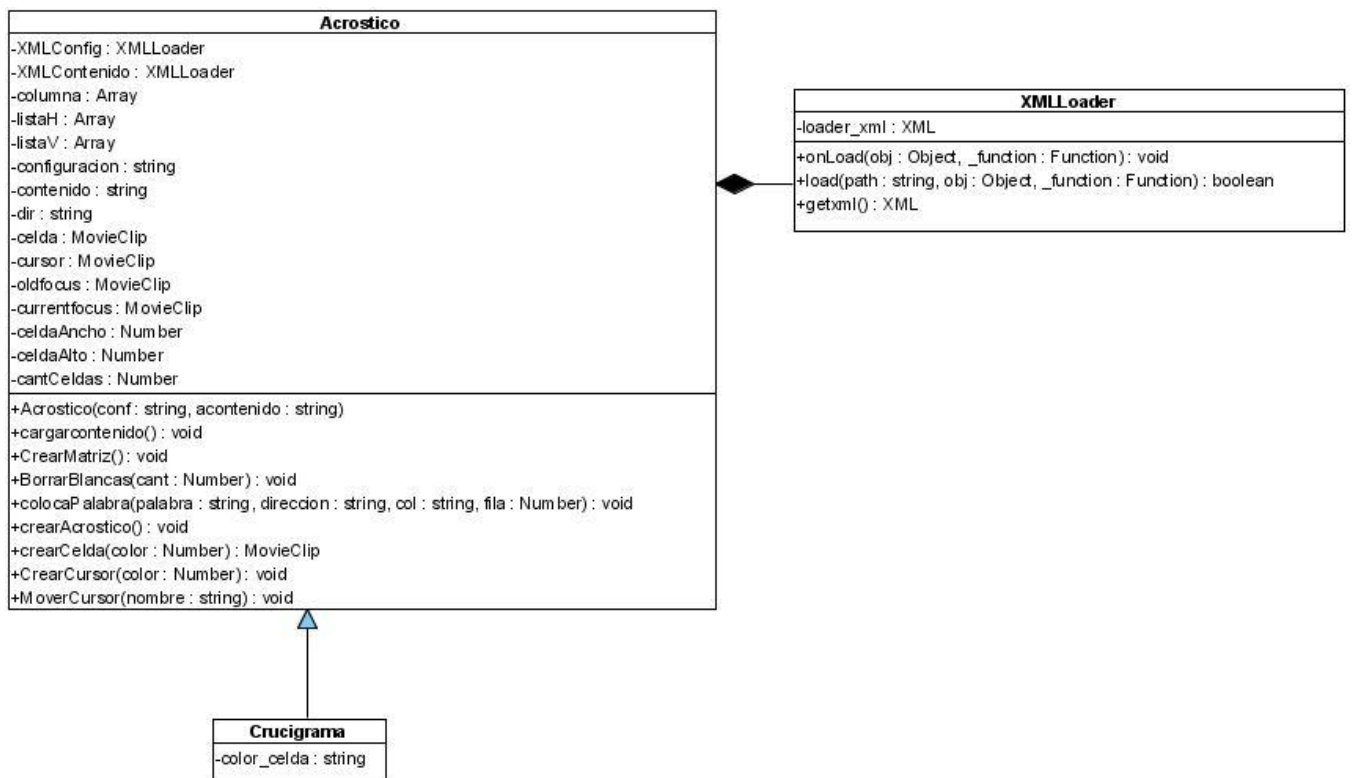 Acrostico
-XMLConfig : XMLLoader
-XMLContenido : XMLLoader
-columna : Array
-listaH : Array
-listaV : Array
-configuracion : string
-contenido : string
-dir : string
-celda : MovieClip
-cursor : MovieClip
-oldfocus : MovieClip
-currentfocus : MovieClip
-celdaAncho : Number
-celdaAlto : Number
-cantCeldas : Number
+Acrostico(conf : string, acontenido : string)
+cargarcontenido() : void
+CrearMatriz() : void
+BorrarBlancas(cant : Number) : void
+colocaPalabra(palabra : string, direccion : string, col : string, fila : Number) : void
+crearAcrostico() : void
+crearCelda(color : Number) : MovieClip
+CrearCursor(color : Number) : void
+MoverCursor(nombre : string) : void
XMLLoader
-loader_xml : XML
+onLoad(obj : Object, _function : Function) : void
+load(path : string, obj : Object, _function : Function) : boolean
+getxml() : XML
Crucigrama
-color_celda : string